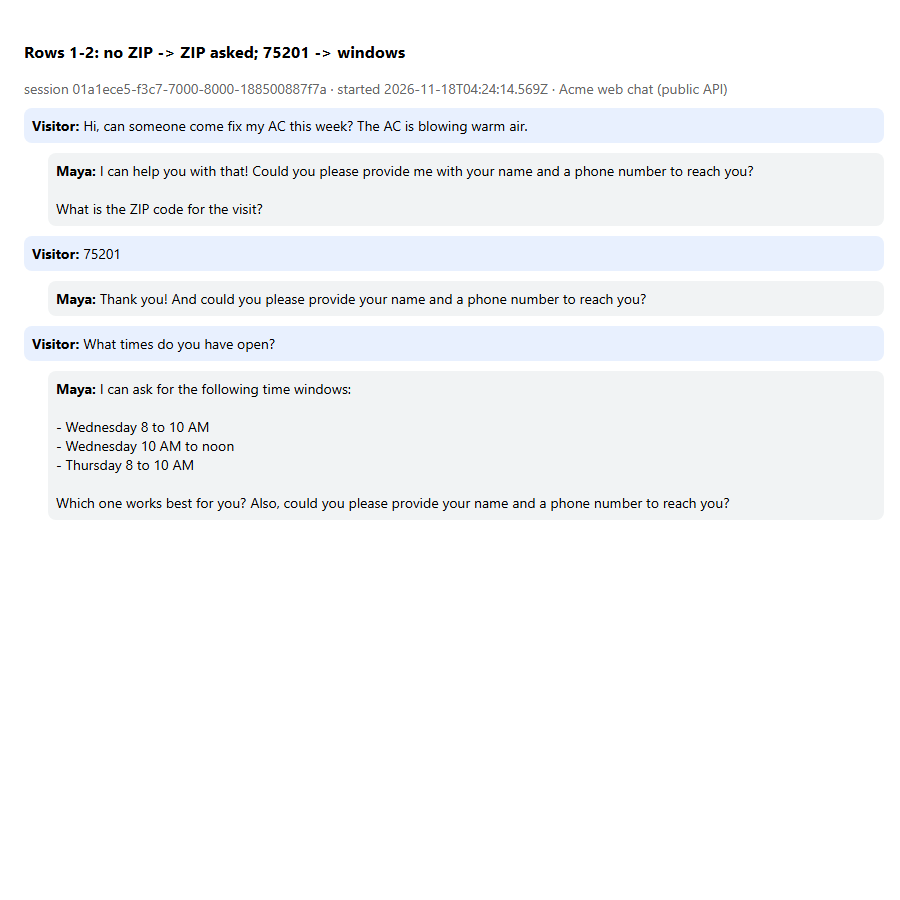 Rows 1-2: no ZIP -> ZIP asked; 75201 -> windows
session 01a1ece5-f3c7-7000-8000-188500887f7a · started 2026-11-18T04:24:14.569Z · Acme web chat (public API)
Visitor: Hi, can someone come fix my AC this week? The AC is blowing warm air.
Maya: I can help you with that! Could you please provide me with your name and a phone number to reach you?
What is the ZIP code for the visit?
Visitor: 75201
Maya: Thank you! And could you please provide your name and a phone number to reach you?
Visitor: What times do you have open?
Maya: I can ask for the following time windows:
- Wednesday 8 to 10 AM
- Wednesday 10 AM to noon
- Thursday 8 to 10 AM
Which one works best for you? Also, could you please provide your name and a phone number to reach you?